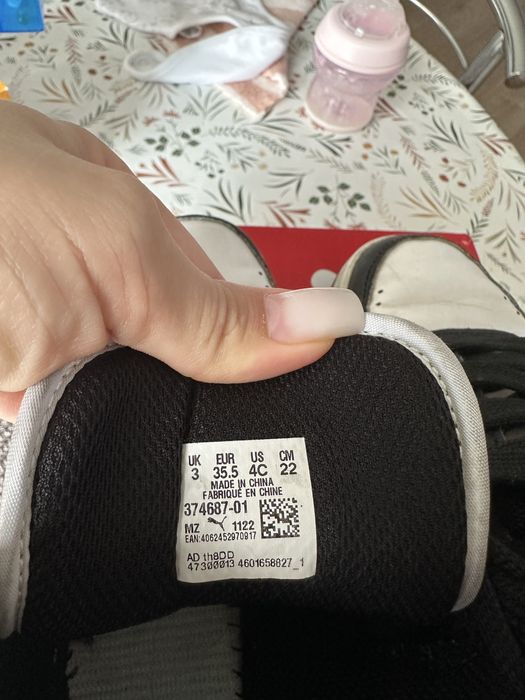 UK EUR US CM
3 35.5 4C 22
MADE IN CHINA
FABRIQUÉ EN CHINE
374687-01
MZ 1122
EAN:4062452970917
AD th8DD
47300013 4601658827_1